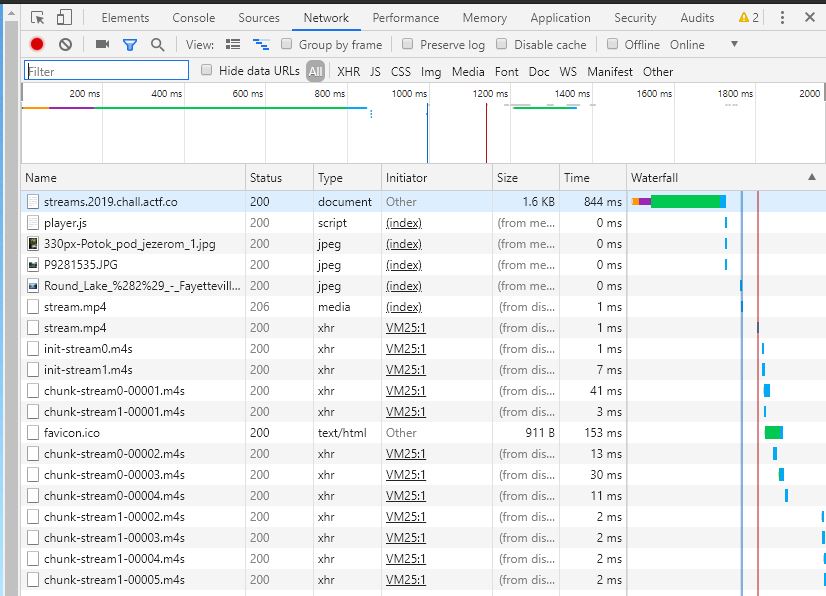 Elements Console Sources Network Performance Memory Application Security Audits 2
View: Group by frame Preserve log Disable cache Offline Online
Filter Hide data URLs All XHR JS CSS Img Media Font Doc WS Manifest Other
200 ms 400 ms 600 ms 800 ms 1000 ms 1200 ms 1600 ms 1800 ms 2000
Name Status Type Initiator Size Time Waterfall
streams.2019.chall.actf.co 200 document Other 1.6 KB 844 ms
player.js 200 script (index) (from me... 0 ms
330px-Potok_pod_jezerom_1.jpg 200 jpeg (index) (from me... 0 ms
P9281535.JPG 200 jpeg (index) (from me... 0 ms
Round_Lake_%282%29_-_Fayettevill... 200 jpeg (index) (from me... 0 ms
stream.mp4 206 media (index) (from dis... 1 ms
stream.mp4 200 xhr VM25:1 (from dis... 1 ms
init-stream0.m4s 200 xhr VM25:1 (from dis... 1 ms
init-stream1.m4s 200 xhr VM25:1 (from dis... 7 ms
chunk-stream0-00001.m4s 200 xhr VM25:1 (from dis... 41 ms
chunk-stream1-00001.m4s 200 xhr VM25:1 (from dis... 3 ms
favicon.ico 200 text/html Other 911 B 153 ms
chunk-stream0-00002.m4s 200 xhr VM25:1 (from dis... 13 ms
chunk-stream0-00003.m4s 200 xhr VM25:1 (from dis... 30 ms
chunk-stream0-00004.m4s 200 xhr VM25:1 (from dis... 11 ms
chunk-stream1-00002.m4s 200 xhr VM25:1 (from dis... 2 ms
chunk-stream1-00003.m4s 200 xhr VM25:1 (from dis... 2 ms
chunk-stream1-00004.m4s 200 xhr VM25:1 (from dis... 2 ms
chunk-stream1-00005.m4s 200 xhr VM25:1 (from dis... 2 ms